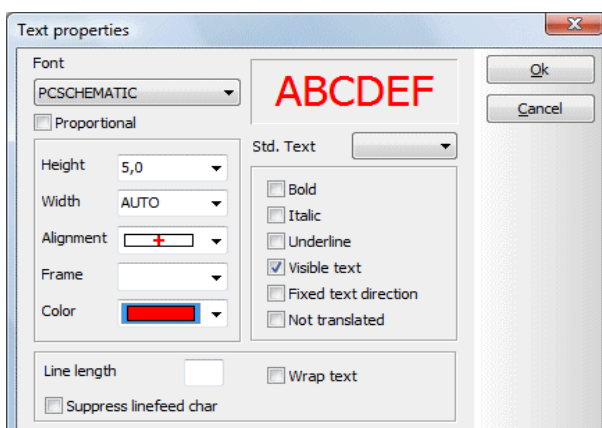 Text properties
Font
PCSCHEMATIC
Proportional
ABCDEF
Ok
Cancel
Std. Text
Height 5,0
Width AUTO
Alignment
Frame
Color
Bold
Italic
Underline
Visible text
Fixed text direction
Not translated
Line length
Wrap text
Suppress linefeed char